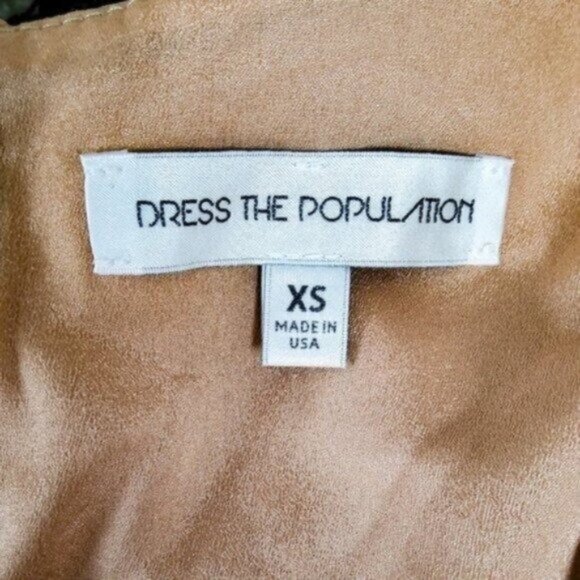 DRESS THE POPULATION
XS
MADE IN
USA